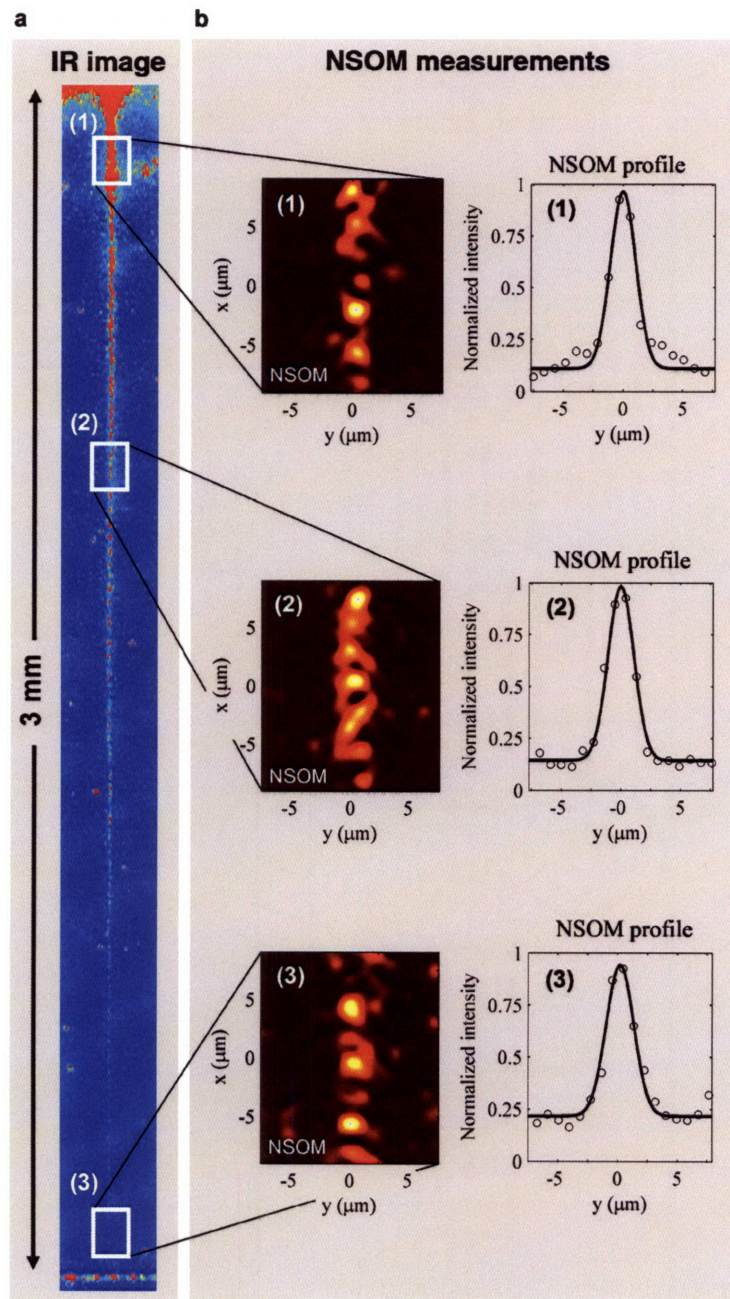 a
b
IR image
NSOM measurements
3 mm
(1)
(2)
(3)
(1)
NSOM
x (μm)
5
0
-5
-5 0 5
y (μm)
NSOM profile
(1)
Normalized intensity
1
0.75
0.5
0.25
0
-5 0 5
y (μm)
(2)
NSOM
x (μm)
5
0
-5
-5 0 5
y (μm)
NSOM profile
(2)
Normalized intensity
1
0.75
0.5
0.25
0
-5 -0 5
y (μm)
(3)
NSOM
x (μm)
5
0
-5
-5 0 5
y (μm)
NSOM profile
(3)
Normalized intensity
1
0.75
0.5
0.25
0
-5 0 5
y (μm)